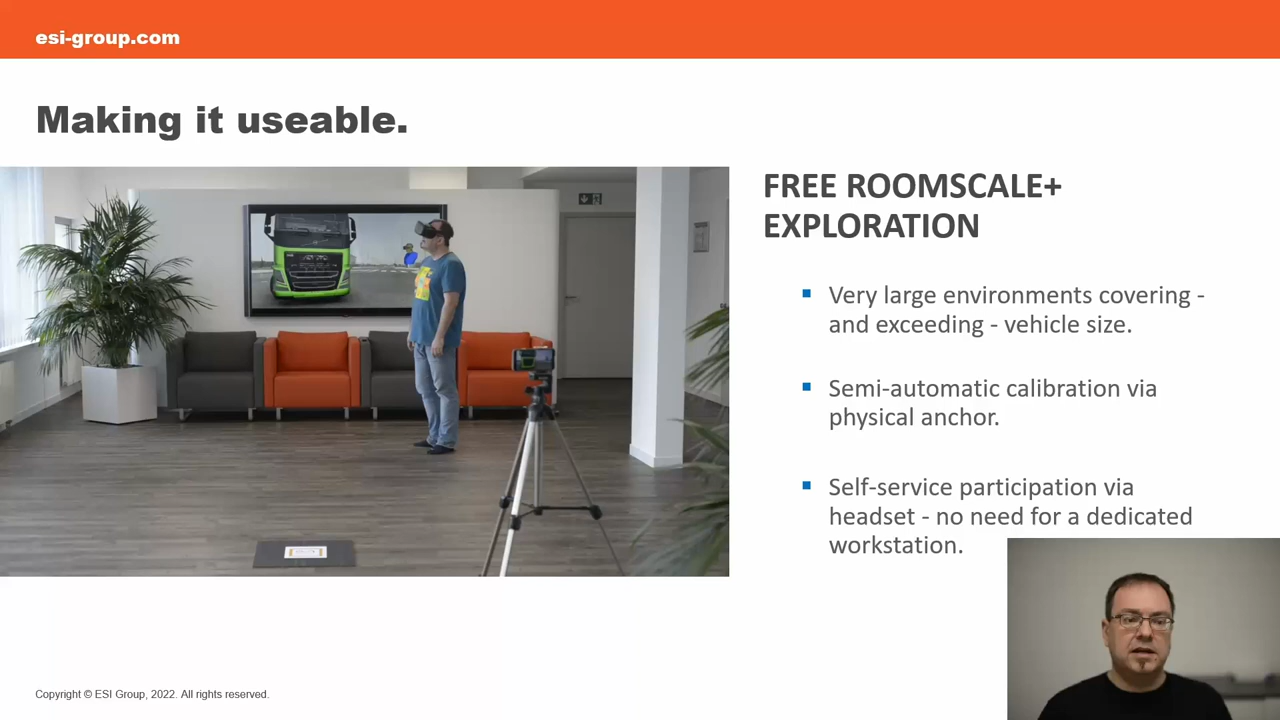 esi-group.com
Making it useable.
FREE ROOMSCALE+
EXPLORATION
Very large environments covering -
and exceeding - vehicle size.
Semi-automatic calibration via
physical anchor.
Self-service participation via
headset - no need for a dedicated
workstation.
Copyright © ESI Group, 2022. All rights reserved.